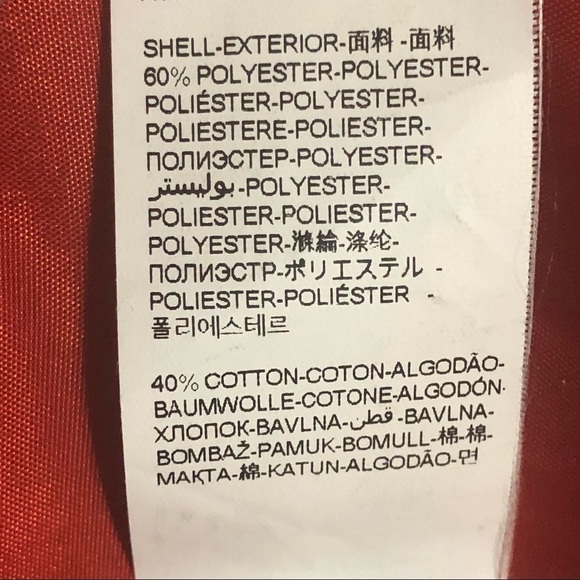 SHELL-EXTERIOR-面料 -面料
60% POLYESTER-POLYESTER-
POLIÉSTER-POLYESTER-
POLIESTERE-POLIESTER-
ПОЛИЭСТЕР-POLYESTER-
بوليستر-POLYESTER-
POLIESTER-POLIESTER-
POLYESTER-滌綸-涤纶-
ПОЛИЭСТР-ポリエステル -
POLIESTER-POLIÉSTER -
폴리에스테르
40% COTTON-COTON-ALGODÃO-
BAUMWOLLE-COTONE-ALGODÓN-
ХЛОПОК-BAVLNA-قطن-BAVLNA-
BOMBAŽ-PAMUK-BOMULL-棉-棉-
МАҚТА-綿-KATUN-ALGODÃO-면